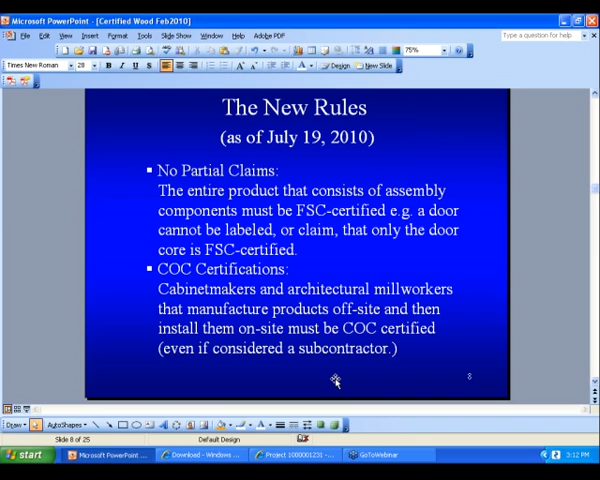 Microsoft PowerPoint - [Certified Wood Feb2010]
File Edit View Insert Format Tools Slide Show Window Help Adobe PDF
Type a question for help
75%
Times New Roman 28 B I U S A A A Design New Slide
The New Rules
(as of July 19, 2010)
▪ No Partial Claims:
The entire product that consists of assembly
components must be FSC-certified e.g. a door
cannot be labeled, or claim, that only the door
core is FSC-certified.
▪ COC Certifications:
Cabinetmakers and architectural millworkers
that manufacture products off-site and then
install them on-site must be COC certified
(even if considered a subcontractor.)
Draw AutoShapes
Slide 8 of 25 Default Design
start Microsoft PowerPoint ... Download - Windows ... Project 1000001231 - ... GoToWebinar 3:12 PM